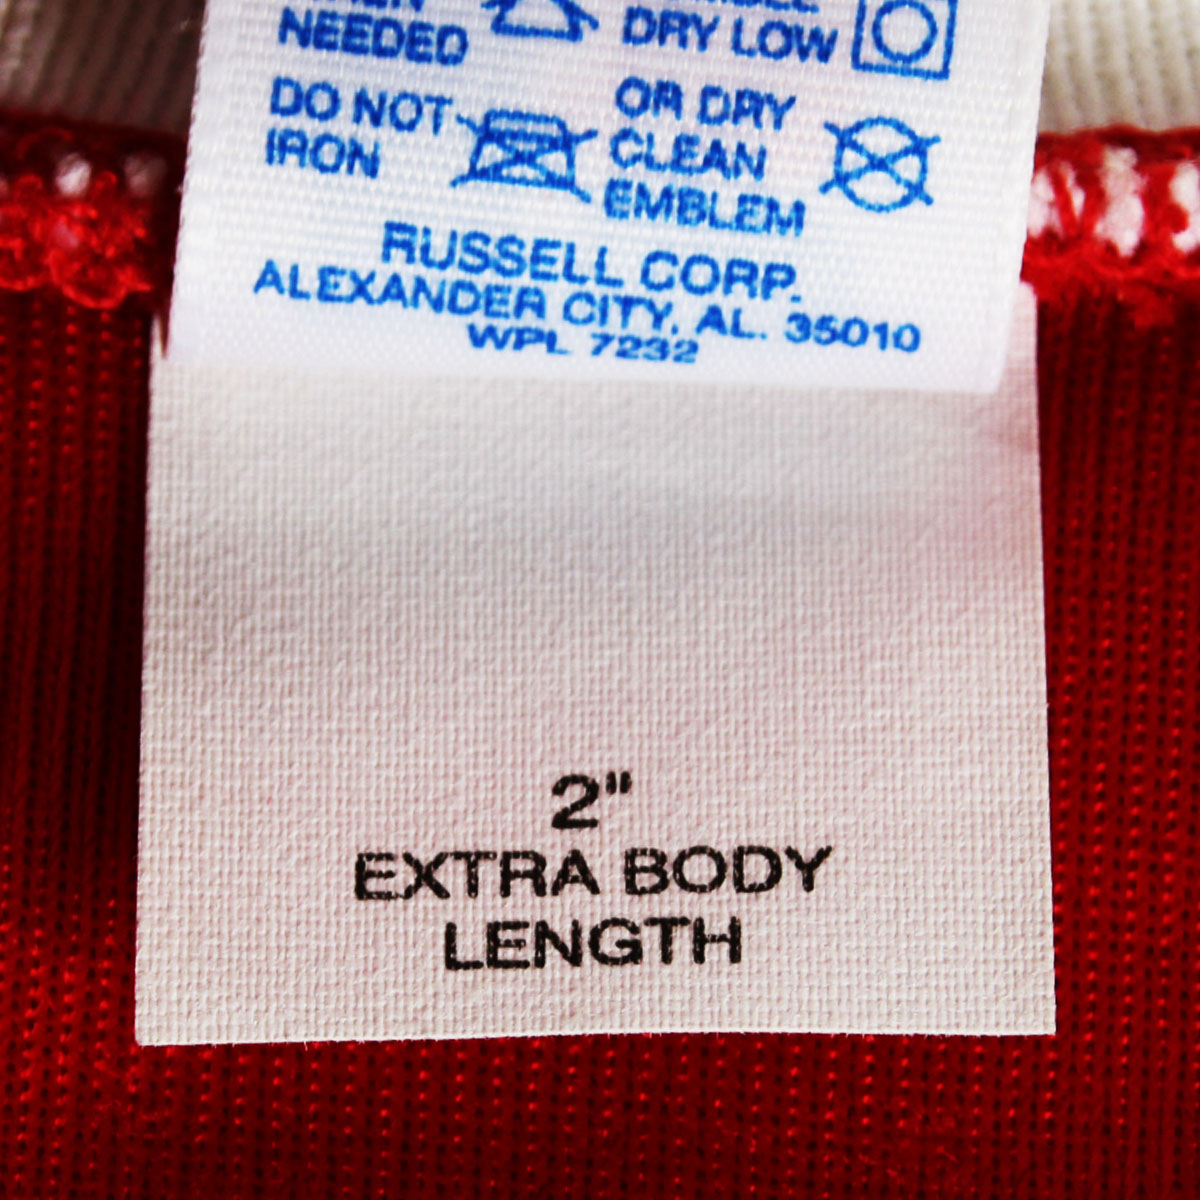 NEEDED
DRY LOW
DO NOT
IRON
OR DRY
CLEAN
EMBLEM
RUSSELL CORP.
ALEXANDER CITY, AL. 35010
WPL 7232
2"
EXTRA BODY
LENGTH